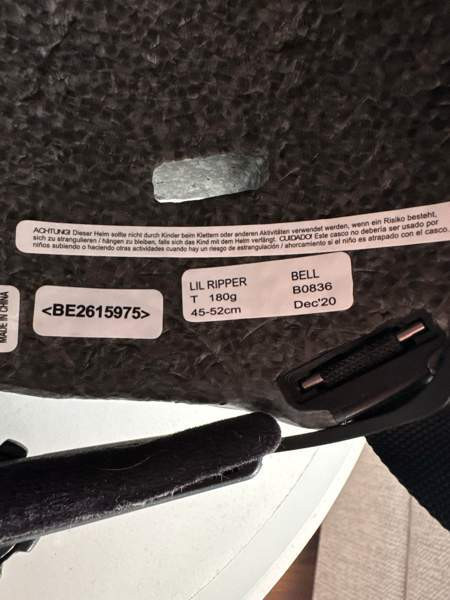 ACHTUNG! Dieser Helm sollte nicht durch Kinder beim Klettern oder anderen Aktivitäten verwendet werden, wenn ein Risiko besteht,
sich zu strangulieren / hängen zu bleiben, falls sich das Kind mit dem Helm verfängt. CUIDADO! Este casco no debería ser usado por
niños subiendo o haciendo otras actividades cuando hay un riesgo de estrangulación / ahorcamiento si el niño es atrapado con el casco.
MADE IN CHINA
<BE2615975>
LIL RIPPER BELL
T 180g B0836
45-52cm Dec'20